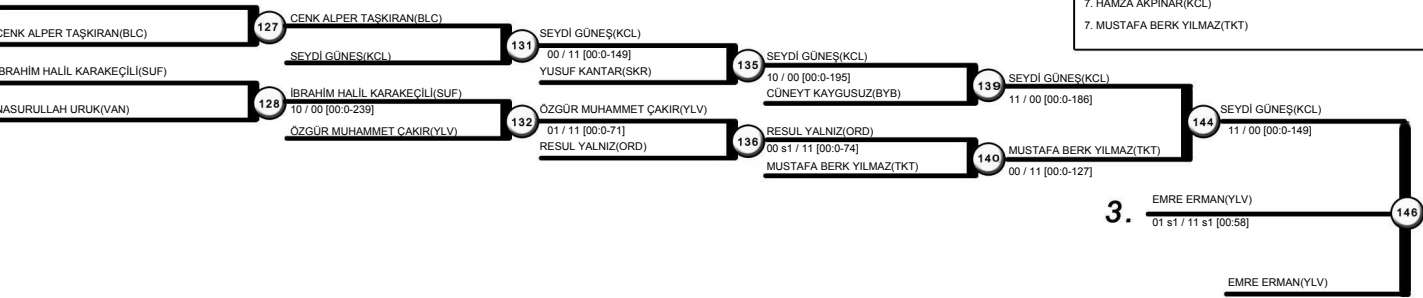 7. HAMZA AKPINAR(KCL)
7. MUSTAFA BERK YILMAZ(TKT)
CENK ALPER TAŞKIRAN(BLC)
127
CENK ALPER TAŞKIRAN(BLC)
SEYDİ GÜNEŞ(KCL)
131
SEYDİ GÜNEŞ(KCL)
00 / 11 [00:0-149]
YUSUF KANTAR(SKR)
135
SEYDİ GÜNEŞ(KCL)
10 / 00 [00:0-195]
CÜNEYT KAYGUSUZ(BYB)
139
SEYDİ GÜNEŞ(KCL)
11 / 00 [00:0-186]
144
SEYDİ GÜNEŞ(KCL)
11 / 00 [00:0-149]
İBRAHİM HALİL KARAKEÇİLİ(SUF)
NASURULLAH URUK(VAN)
128
İBRAHİM HALİL KARAKEÇİLİ(SUF)
10 / 00 [00:0-239]
ÖZGÜR MUHAMMET ÇAKIR(YLV)
132
ÖZGÜR MUHAMMET ÇAKIR(YLV)
01 / 11 [00:0-71]
RESUL YALNIZ(ORD)
136
RESUL YALNIZ(ORD)
00 s1 / 11 [00:0-74]
MUSTAFA BERK YILMAZ(TKT)
140
MUSTAFA BERK YILMAZ(TKT)
00 / 11 [00:0-127]
3.
EMRE ERMAN(YLV)
01 s1 / 11 s1 [00:58]
146
EMRE ERMAN(YLV)